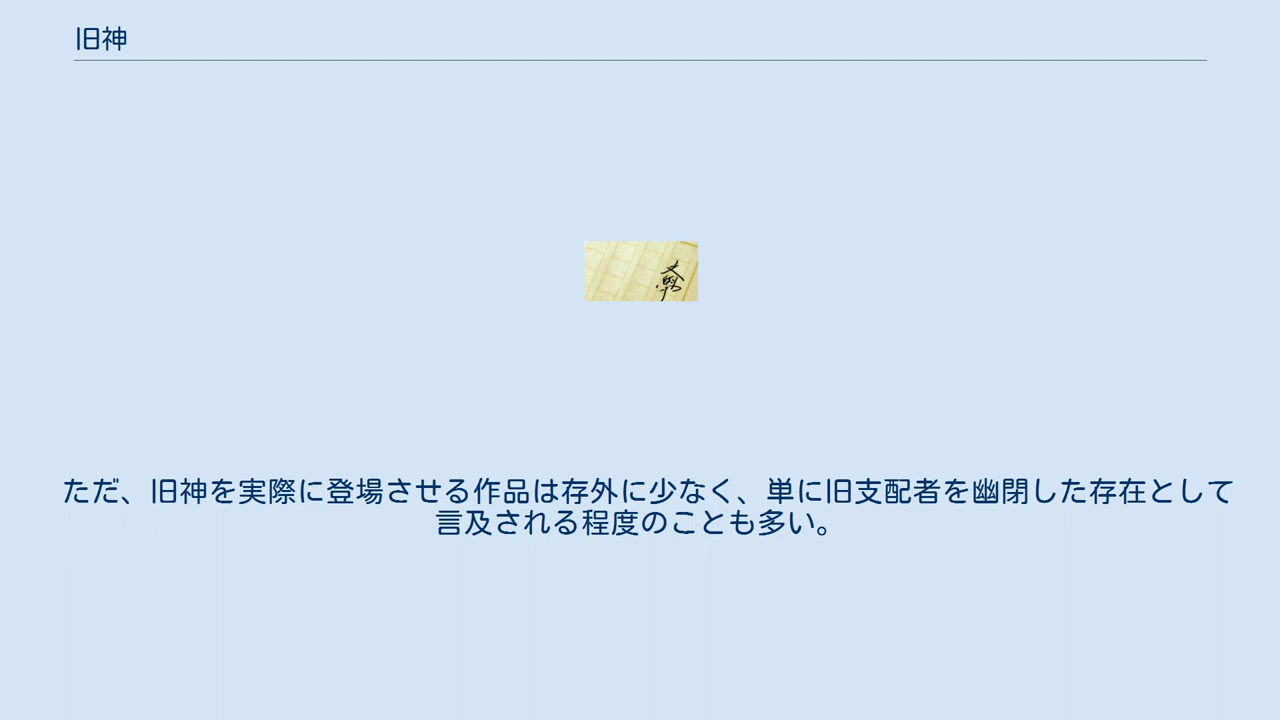 旧神
ただ、旧神を実際に登場させる作品は存外に少なく、単に旧支配者を幽閉した存在として
言及される程度のことも多い。